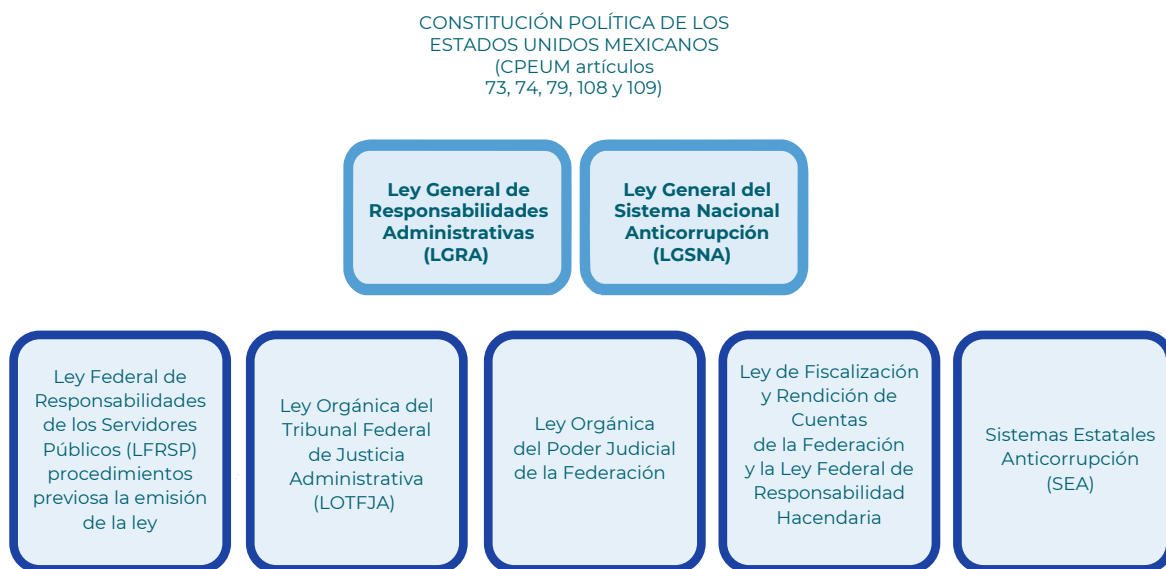 CONSTITUCIÓN POLÍTICA DE LOS
ESTADOS UNIDOS MEXICANOS
(CPEUM artículos
73, 74, 79, 108 y 109)
Ley General de
Responsabilidades
Administrativas
(LGRA)
Ley General del
Sistema Nacional
Anticorrupción
(LGSNA)
Ley Federal de
Responsabilidades
de los Servidores
Públicos (LFRSP)
procedimientos
previosa la emisión
de la ley
Ley Orgánica del
Tribunal Federal
de Justicia
Administrativa
(LOTFJA)
Ley Orgánica
del Poder Judicial
de la Federación
Ley de Fiscalización
y Rendición de
Cuentas
de la Federación
y la Ley Federal de
Responsabilidad
Hacendaria
Sistemas Estatales
Anticorrupción
(SEA)